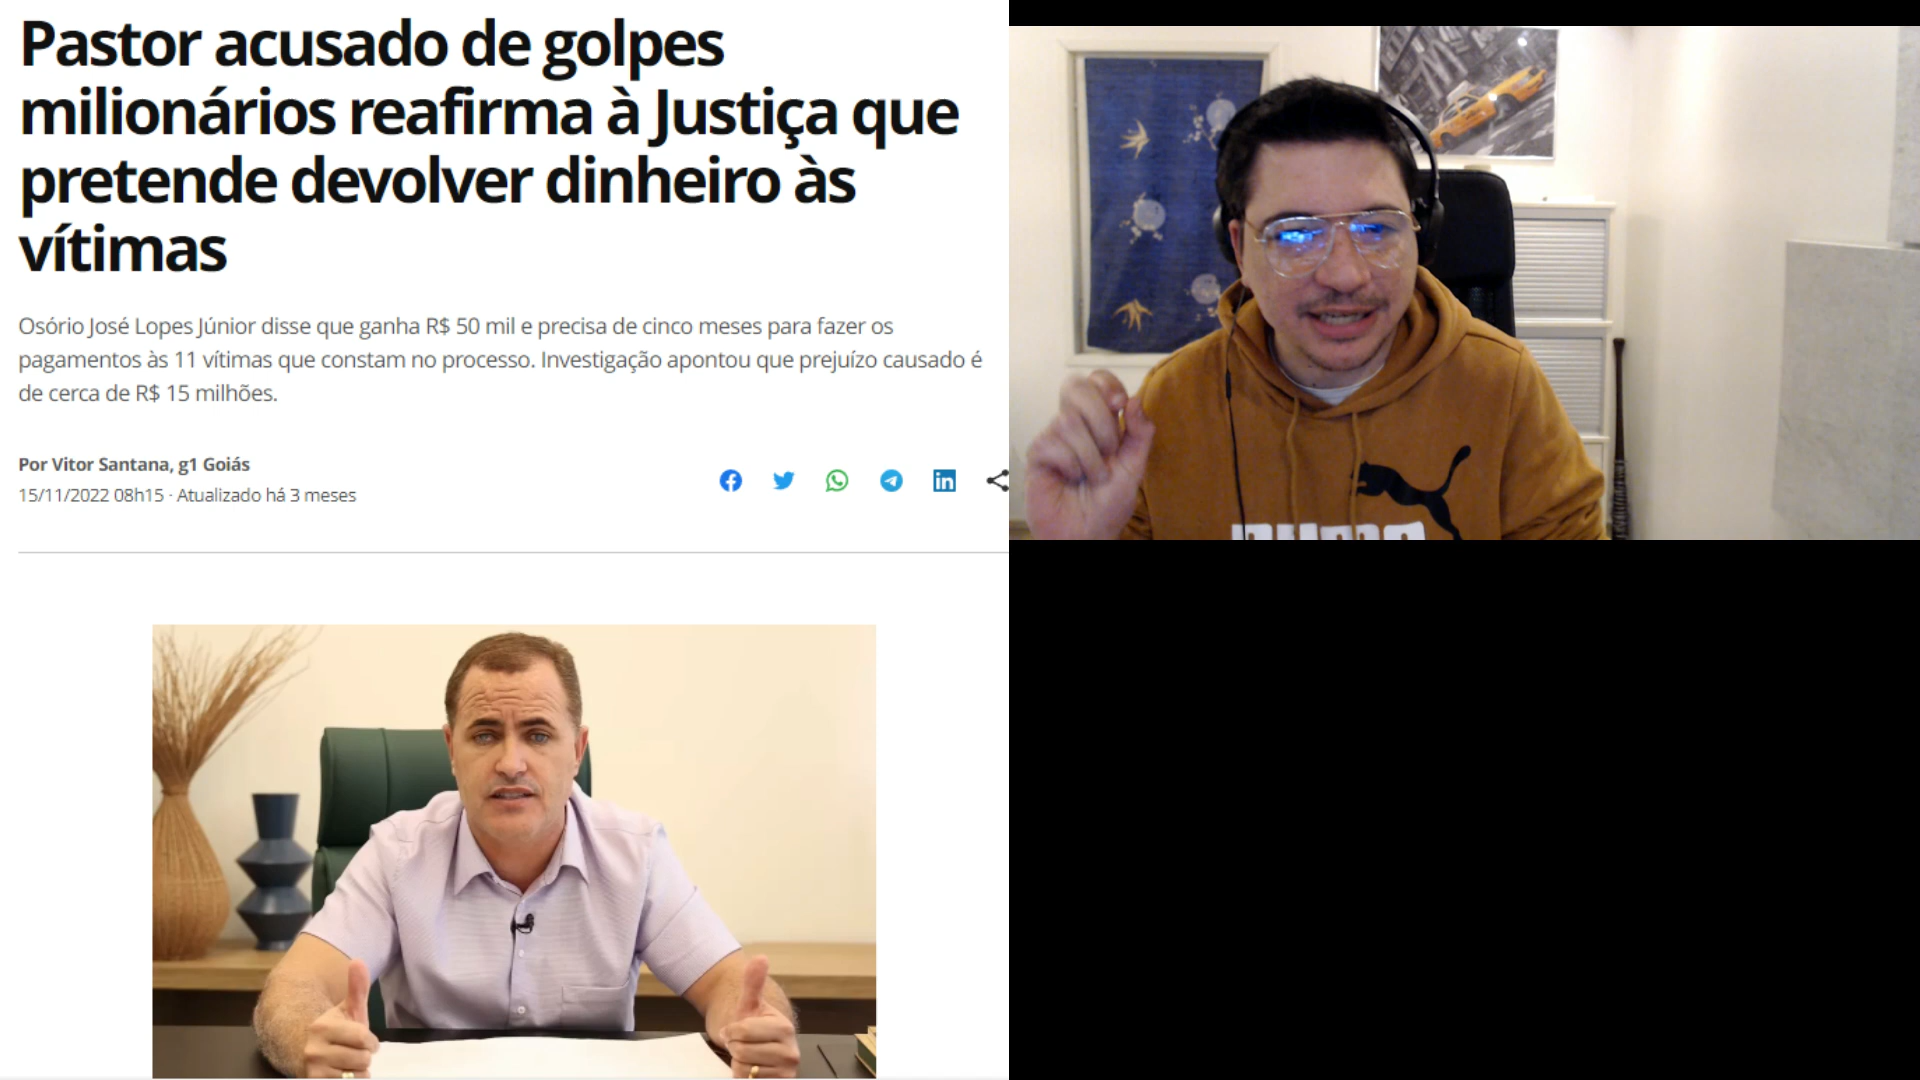 Pastor acusado de golpes
milionários reafirma à Justiça que
pretende devolver dinheiro às
vítimas
Osório José Lopes Júnior disse que ganha R$ 50 mil e precisa de cinco meses para fazer os
pagamentos às 11 vítimas que constam no processo. Investigação apontou que prejuízo causado é
de cerca de R$ 15 milhões.
Por Vitor Santana, g1 Goiás
15/11/2022 08h15 · Atualizado há 3 meses